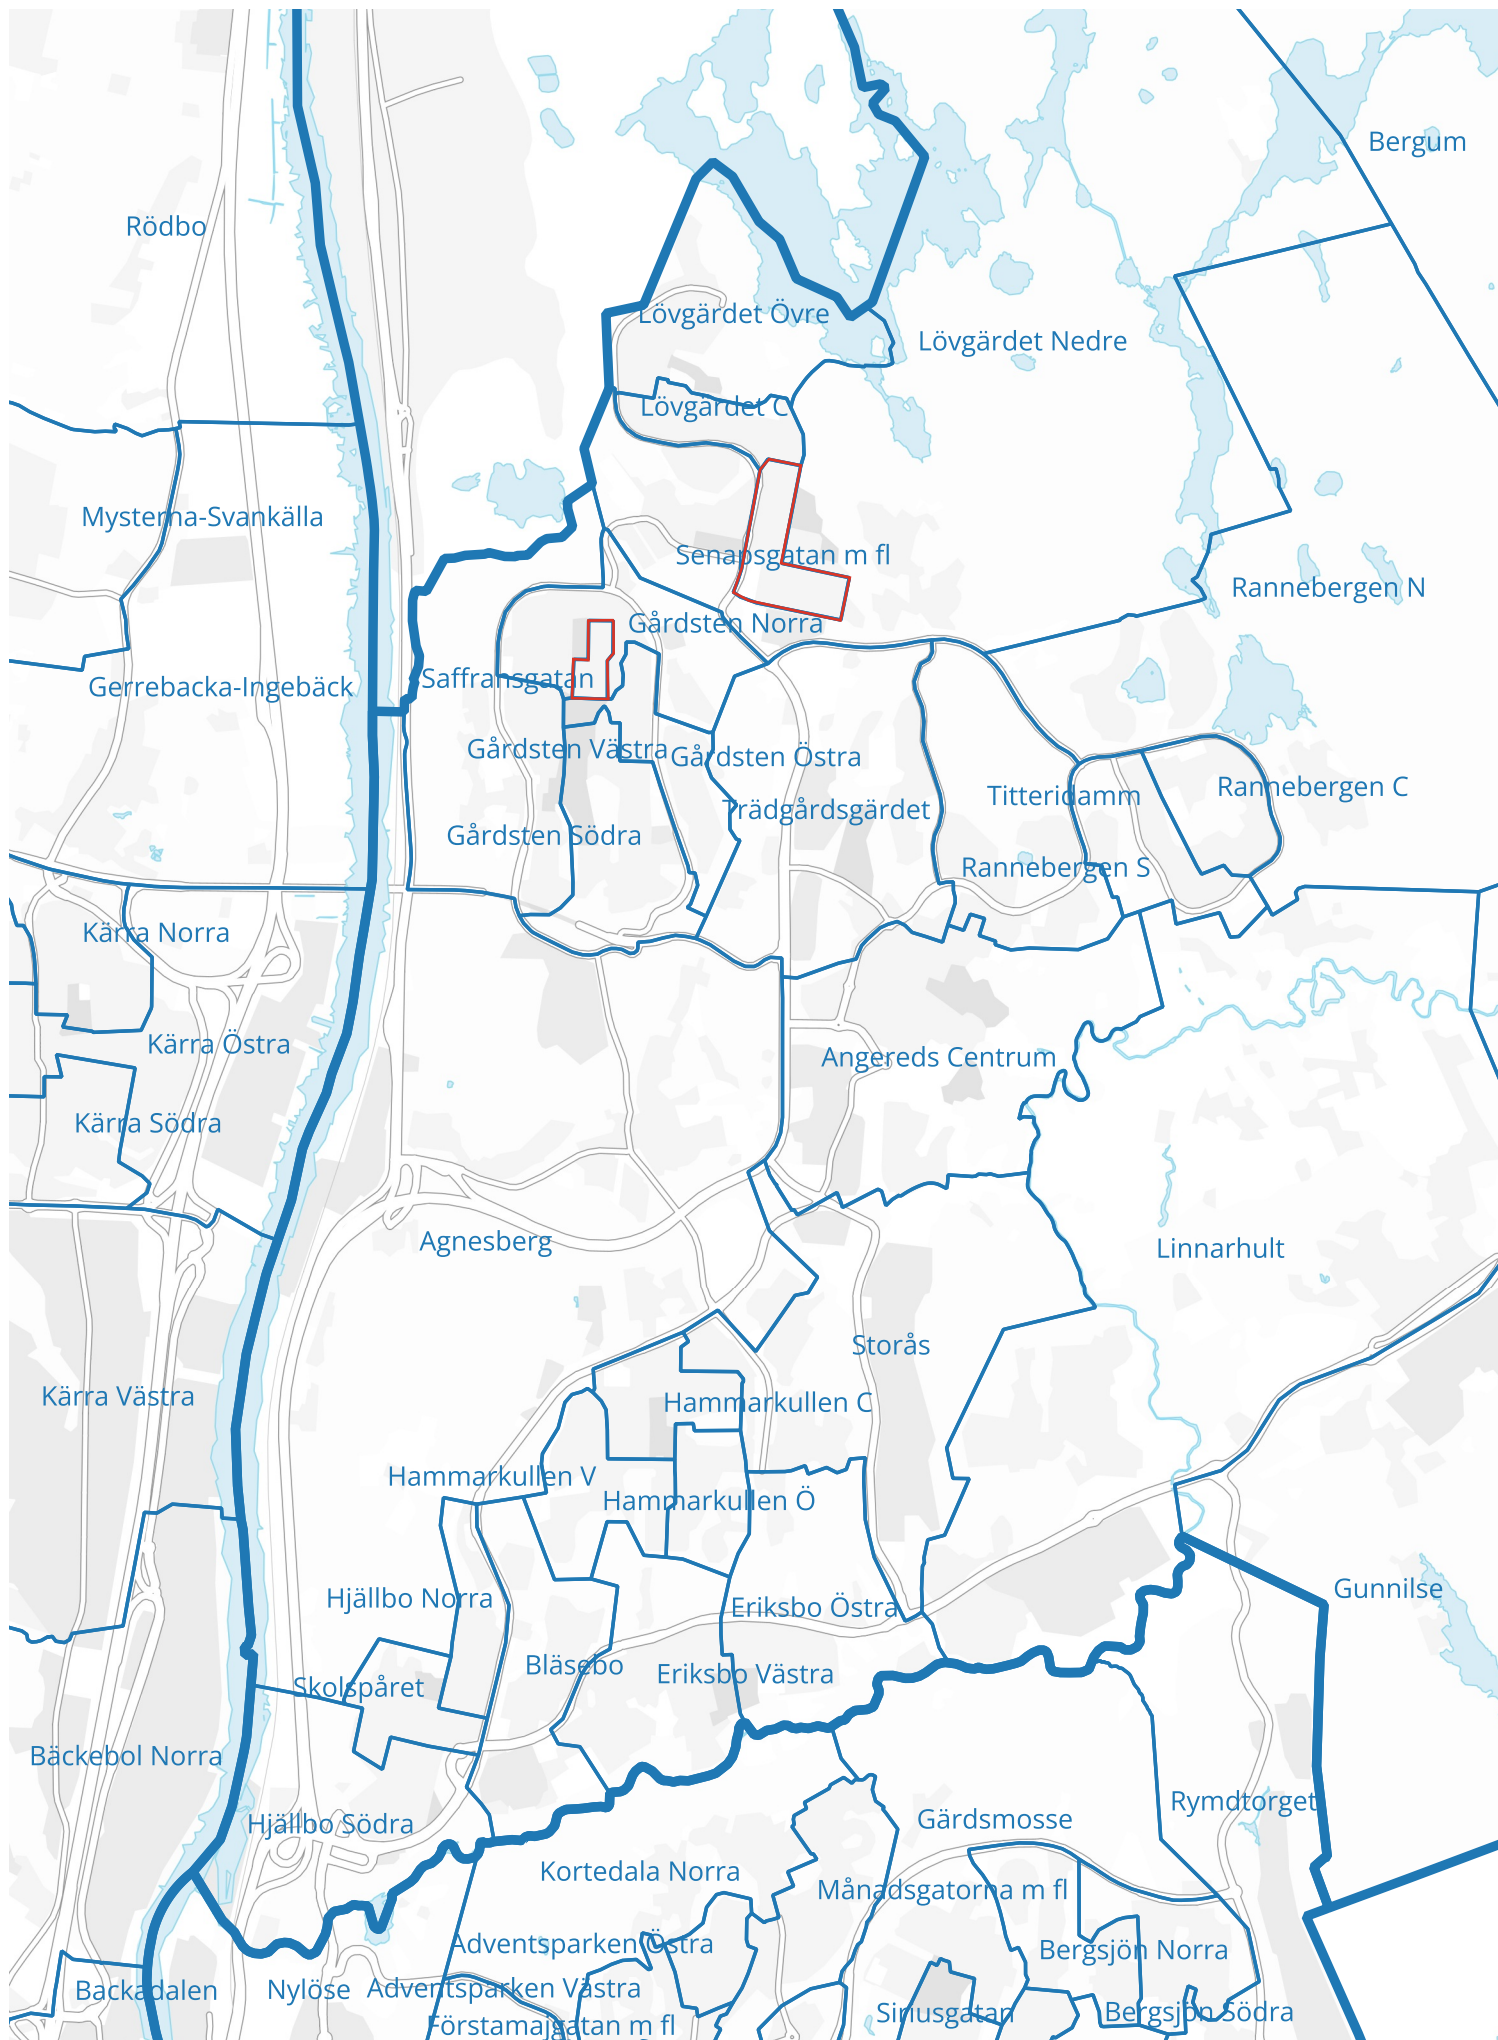 Bergum
Rödbo
Lövgärdet Övre
Lövgärdet Nedre
Lövgärdet C
Mysterna-Svankälla
Senapsgatan m fl
Rannebergen N
Gårdsten Norra
Saffransgatan
Gerrebacka-Ingebäck
Gårdsten Västra
Gårdsten Östra
Rannebergen C
Titteridamm
Trädgårdsgärdet
Gårdsten Södra
Rannebergen S
Kärra Norra
Kärra Östra
Angereds Centrum
Kärra Södra
Agnesberg
Linnarhult
Storås
Kärra Västra
Hammarkullen C
Hammarkullen V
Hammarkullen Ö
Gunnilse
Hjällbo Norra
Eriksbo Östra
Bläsebo
Eriksbo Västra
Skolspåret
Bäckebol Norra
Rymdtorget
Gärdsmosse
Hjällbo Södra
Kortedala Norra
Månadsgatorna m fl
Adventsparken Östra
Bergsjön Norra
Backadalen
Nylöse
Adventsparken Västra
Siriusgatan
Bergsjön Södra
Förstamajgatan m fl